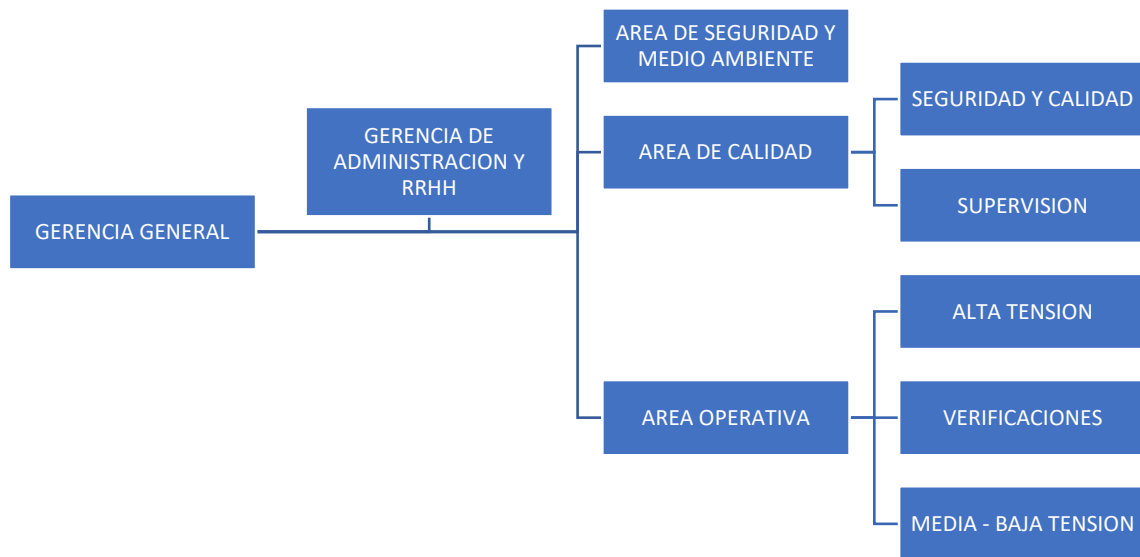 GERENCIA GENERAL
GERENCIA DE
ADMINISTRACION Y
RRHH
AREA DE SEGURIDAD Y
MEDIO AMBIENTE
AREA DE CALIDAD
SEGURIDAD Y CALIDAD
SUPERVISION
AREA OPERATIVA
ALTA TENSION
VERIFICACIONES
MEDIA - BAJA TENSION